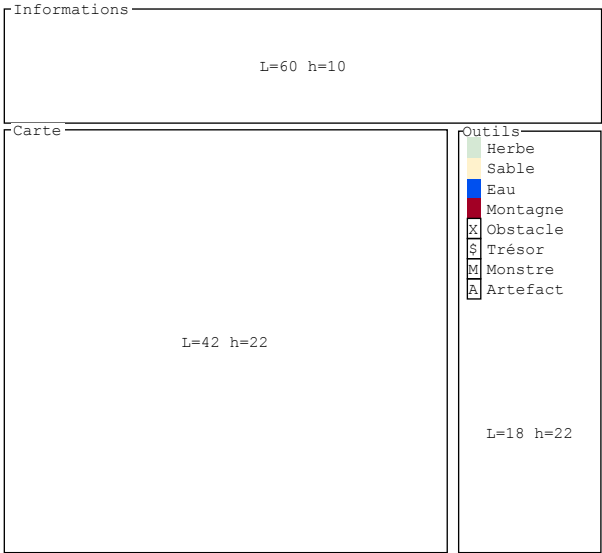 Informations
L=60 h=10
Carte
L=42 h=22
Outils
Herbe
Sable
Eau
Montagne
X Obstacle
$ Trésor
M Monstre
A Artefact
L=18 h=22